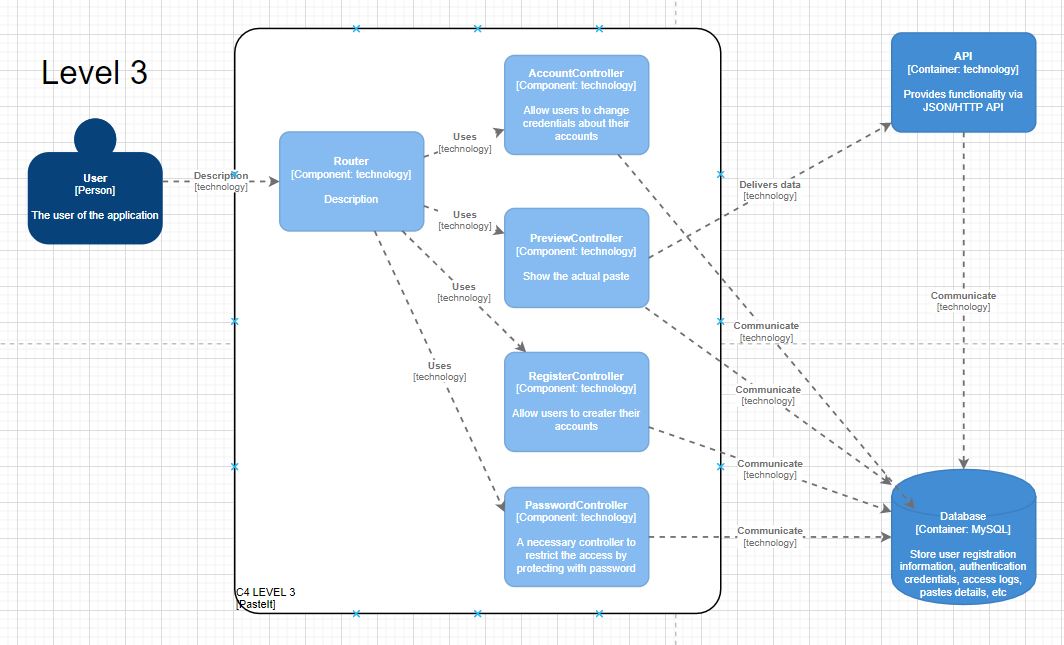 Level 3
User
[Person]
The user of the application
Description
[technology]
Router
[Component: technology]
Description
Uses
[technology]
Uses
[technology]
Uses
[technology]
Uses
[technology]
AccountController
[Component: technology]
Allow users to change
credentials about their
accounts
PreviewController
[Component: technology]
Show the actual paste
RegisterController
[Component: technology]
Allow users to creater their
accounts
PasswordController
[Component: technology]
A necessary controller to
restrict the access by
protecting with password
C4 LEVEL 3
[PasteIt]
Delivers data
[technology]
Communicate
[technology]
Communicate
[technology]
Communicate
[technology]
Communicate
[technology]
API
[Container: technology]
Provides functionality via
JSON/HTTP API
Communicate
[technology]
Database
[Container: MySQL]
Store user registration
information, authentication
credentials, access logs,
pastes details, etc